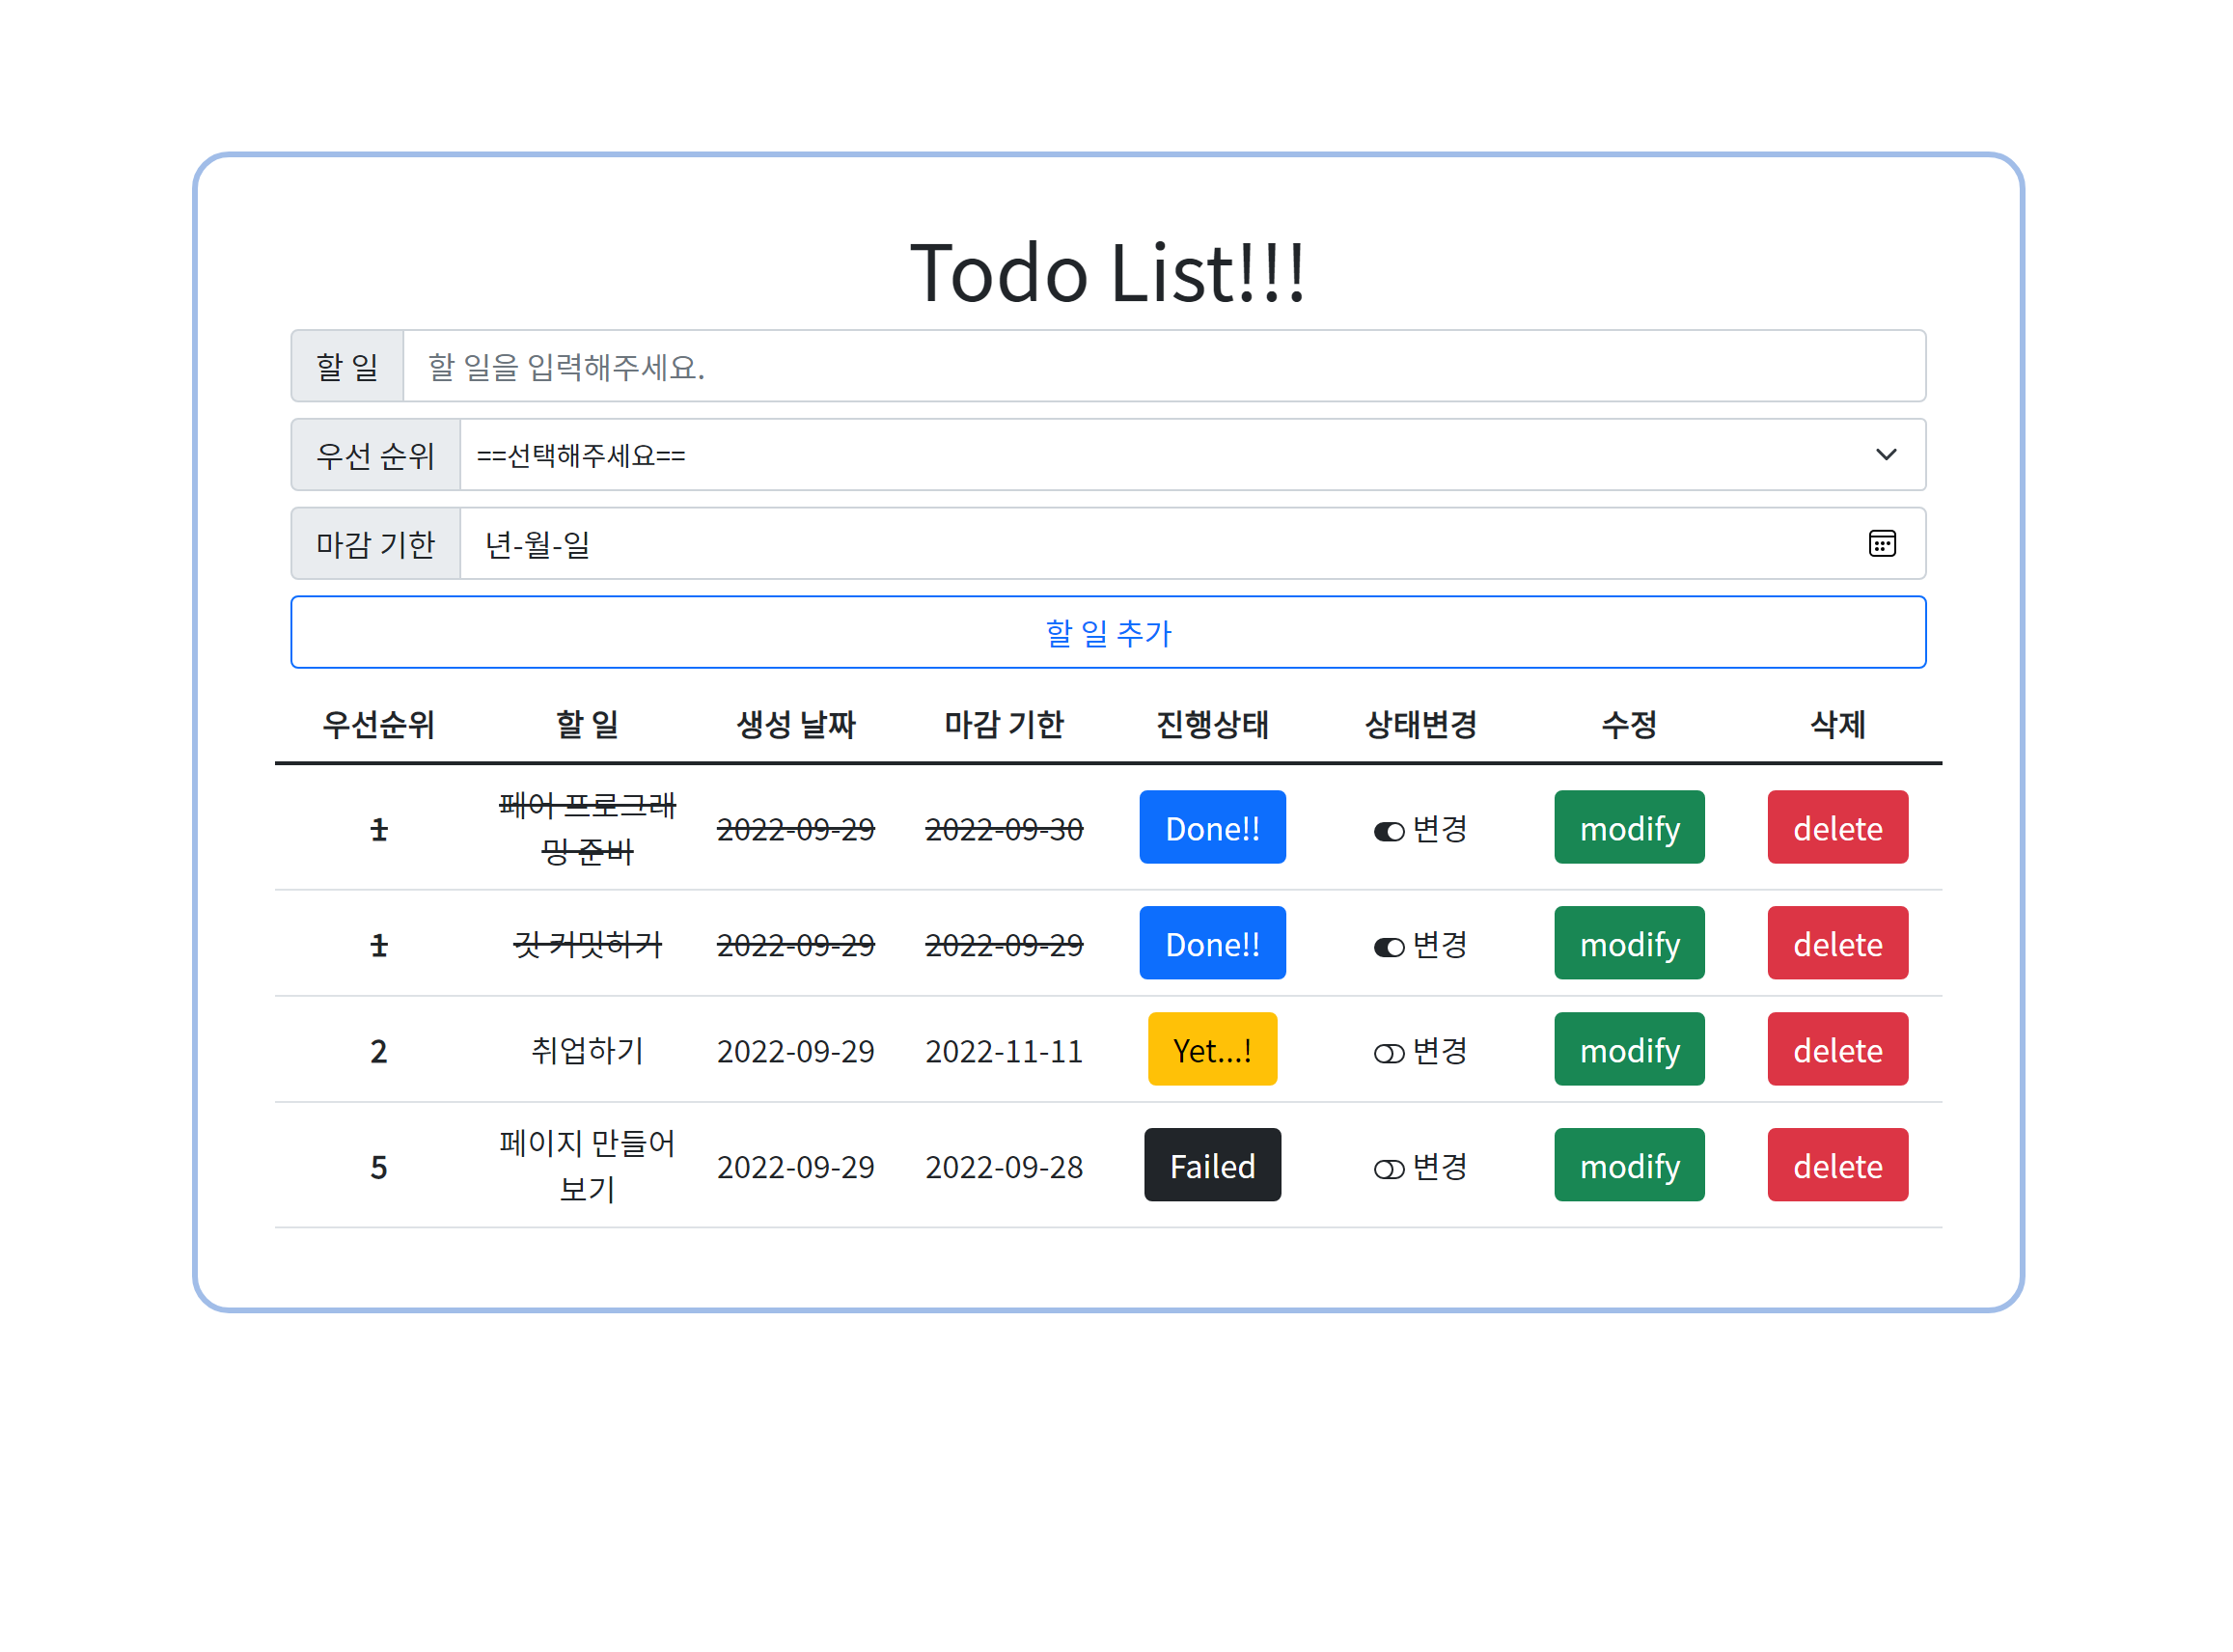 Todo List!!!
할 일 할 일을 입력해주세요.
우선 순위 ==선택해주세요==
마감 기한 년-월-일
할 일 추가
우선순위 할 일 생성 날짜 마감 기한 진행상태 상태변경 수정 삭제
1 페어 프로그래밍 준비 2022-09-29 2022-09-30 Done!! 변경 modify delete
1 깃 커밋하기 2022-09-29 2022-09-29 Done!! 변경 modify delete
2 취업하기 2022-09-29 2022-11-11 Yet...! 변경 modify delete
5 페이지 만들어 보기 2022-09-29 2022-09-28 Failed 변경 modify delete